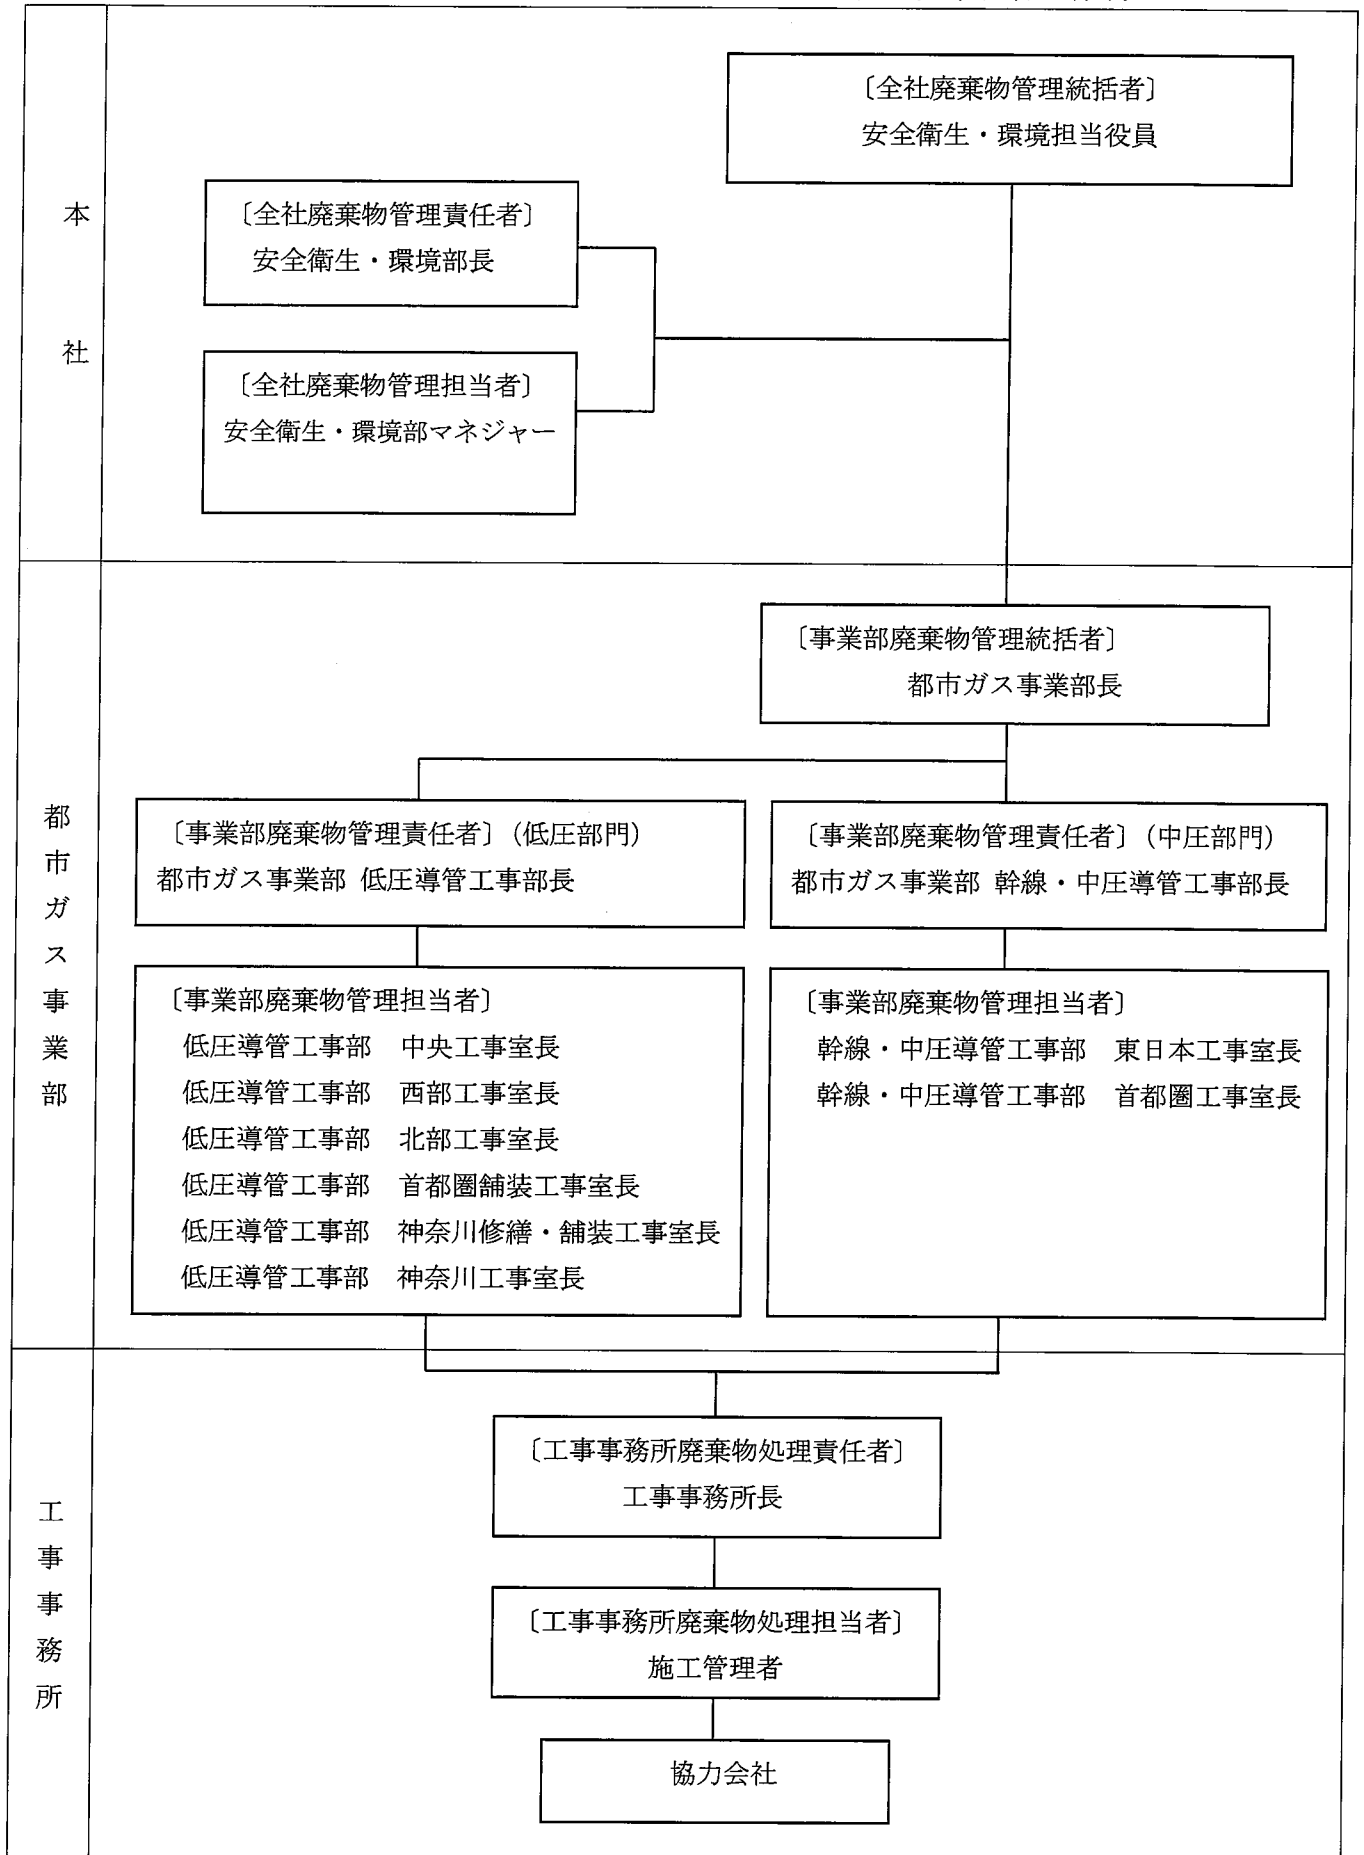 本社
〔全社廃棄物管理統括者〕
安全衛生・環境担当役員
〔全社廃棄物管理責任者〕
安全衛生・環境部長
〔全社廃棄物管理担当者〕
安全衛生・環境部マネジャー
都市ガス事業部
〔事業部廃棄物管理統括者〕
都市ガス事業部長
〔事業部廃棄物管理責任者〕(低圧部門)
都市ガス事業部 低圧導管工事部長
〔事業部廃棄物管理責任者〕(中圧部門)
都市ガス事業部 幹線・中圧導管工事部長
〔事業部廃棄物管理担当者〕
低圧導管工事部 中央工事室長
低圧導管工事部 西部工事室長
低圧導管工事部 北部工事室長
低圧導管工事部 首都圏舗装工事室長
低圧導管工事部 神奈川修繕・舗装工事室長
低圧導管工事部 神奈川工事室長
〔事業部廃棄物管理担当者〕
幹線・中圧導管工事部 東日本工事室長
幹線・中圧導管工事部 首都圏工事室長
工事事務所
〔工事事務所廃棄物処理責任者〕
工事事務所長
〔工事事務所廃棄物処理担当者〕
施工管理者
協力会社